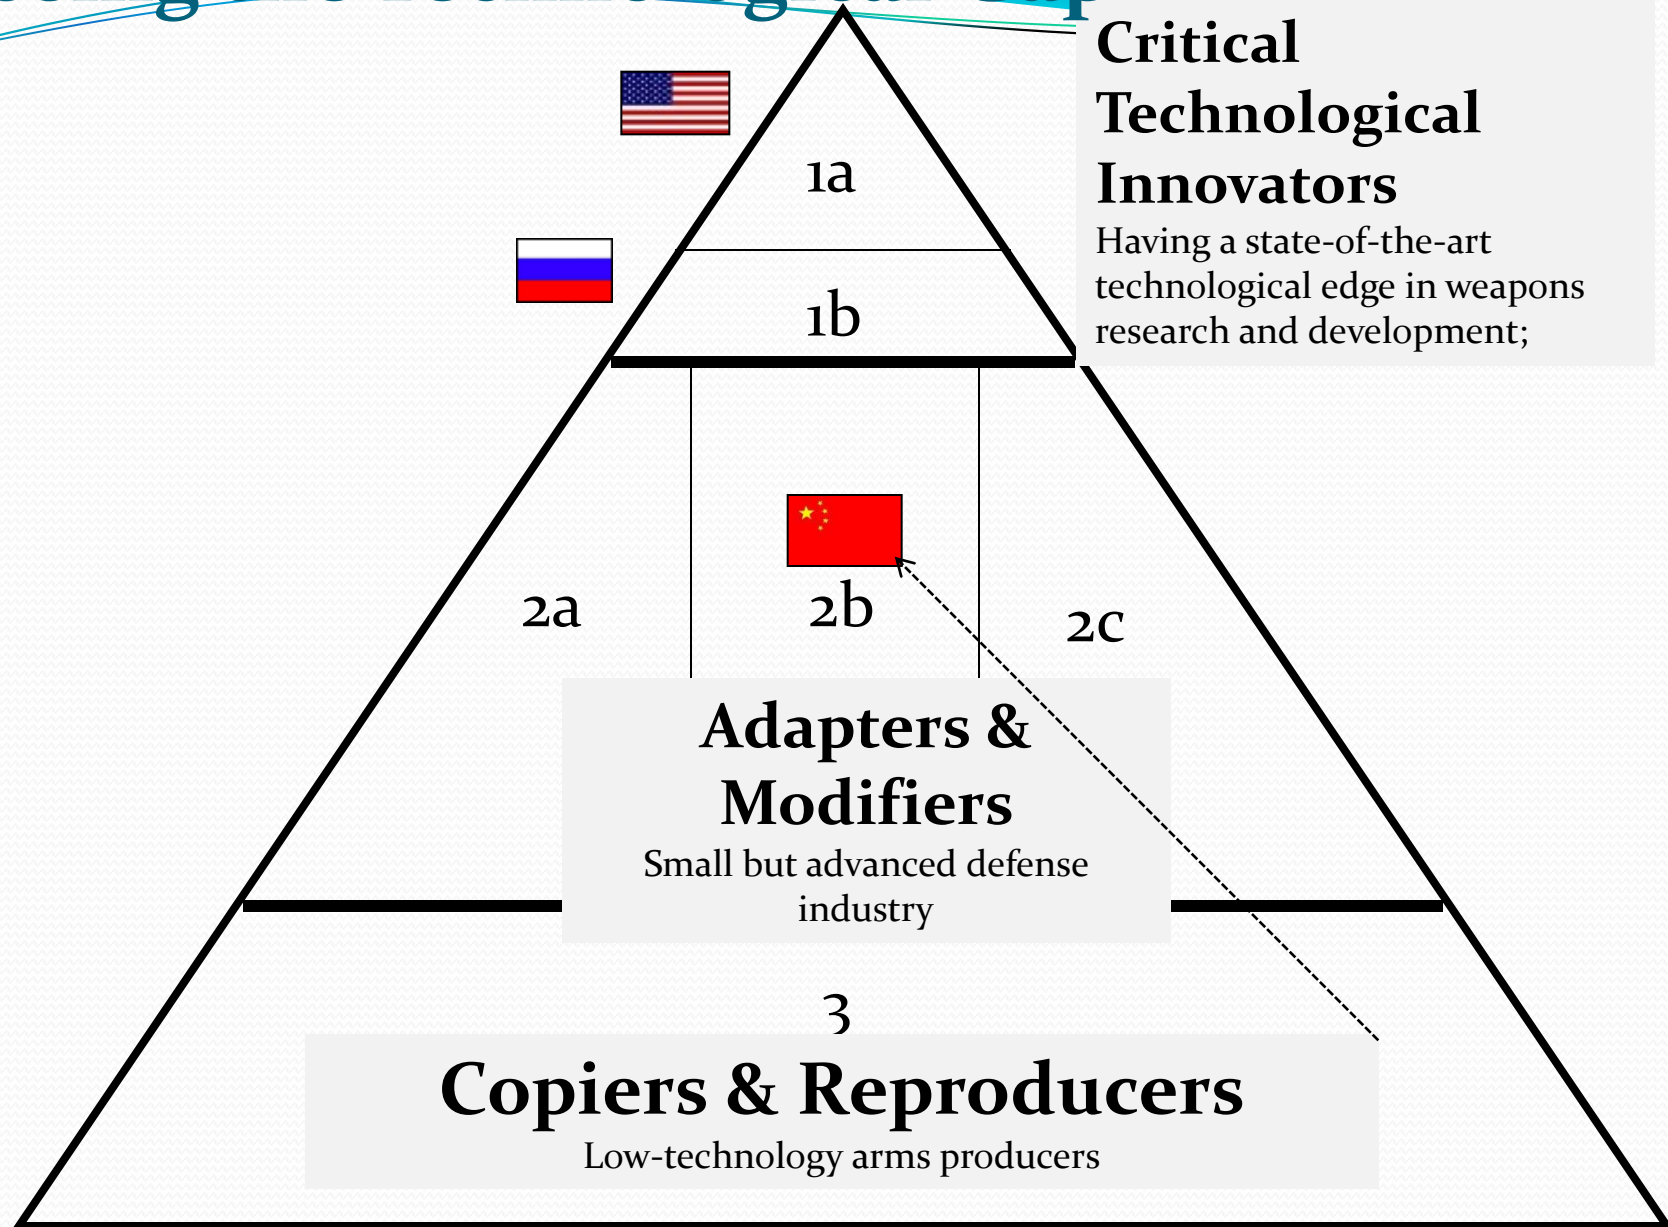 Technological
Critical
Technological
Innovators
Having a state-of-the-art
technological edge in weapons
research and development;
1a
1b
2a
2b
2c
Adapters &
Modifiers
Small but advanced defense
industry
3
Copiers & Reproducers
Low-technology arms producers